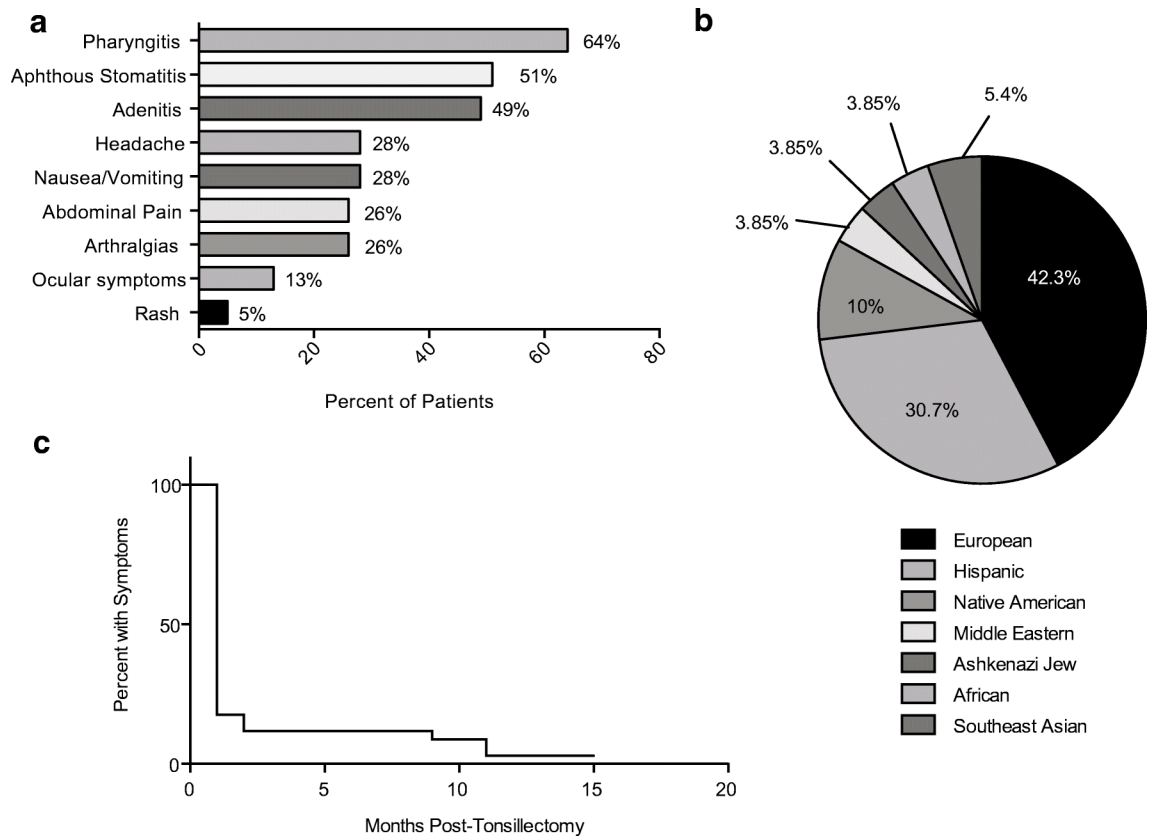 a
Pharyngitis 64%
Aphthous Stomatitis 51%
Adenitis 49%
Headache 28%
Nausea/Vomiting 28%
Abdominal Pain 26%
Arthralgias 26%
Ocular symptoms 13%
Rash 5%
0 20 40 60 80
Percent of Patients
b
5.4%
3.85%
3.85%
3.85%
42.3%
10%
30.7%
European
Hispanic
Native American
Middle Eastern
Ashkenazi Jew
African
Southeast Asian
c
Percent with Symptoms
100
50
0
0 5 10 15 20
Months Post-Tonsillectomy